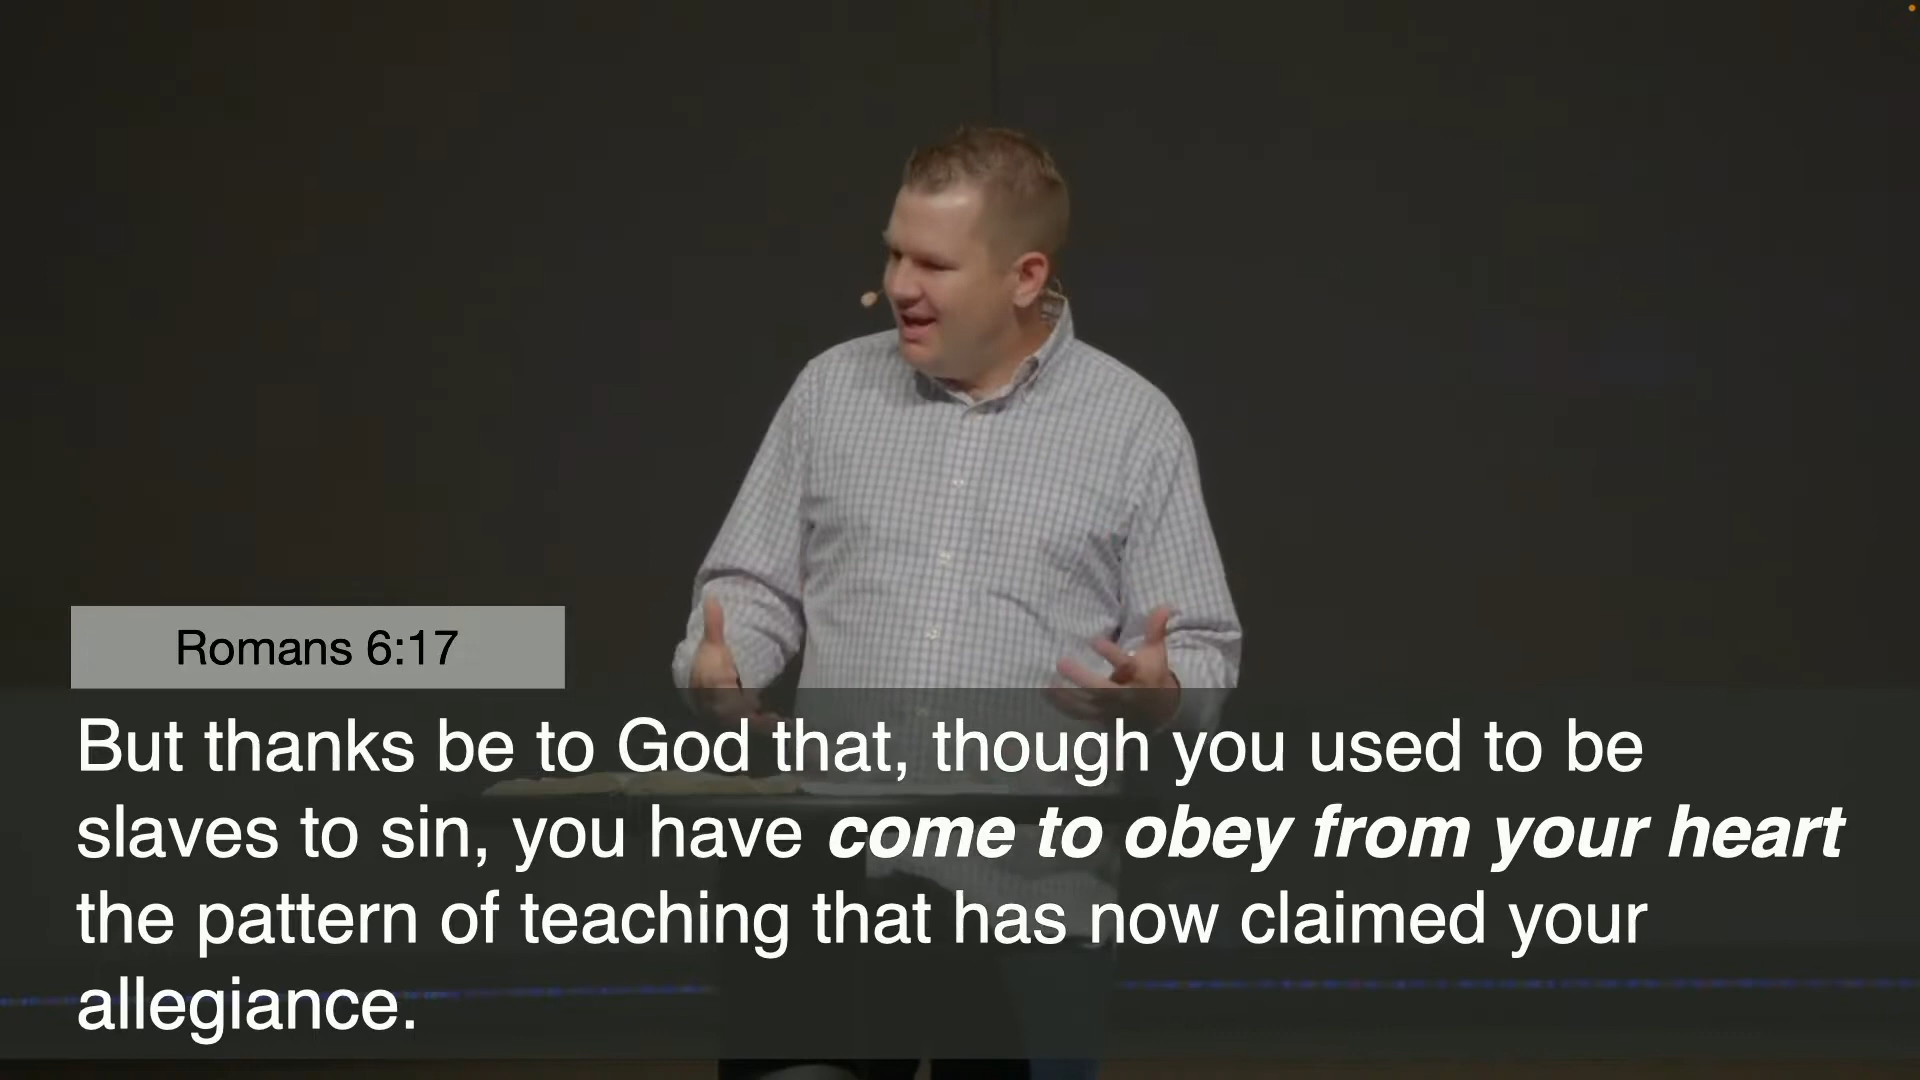 Romans 6:17
But thanks be to God that, though you used to be
slaves to sin, you have come to obey from your heart
the pattern of teaching that has now claimed your
allegiance.